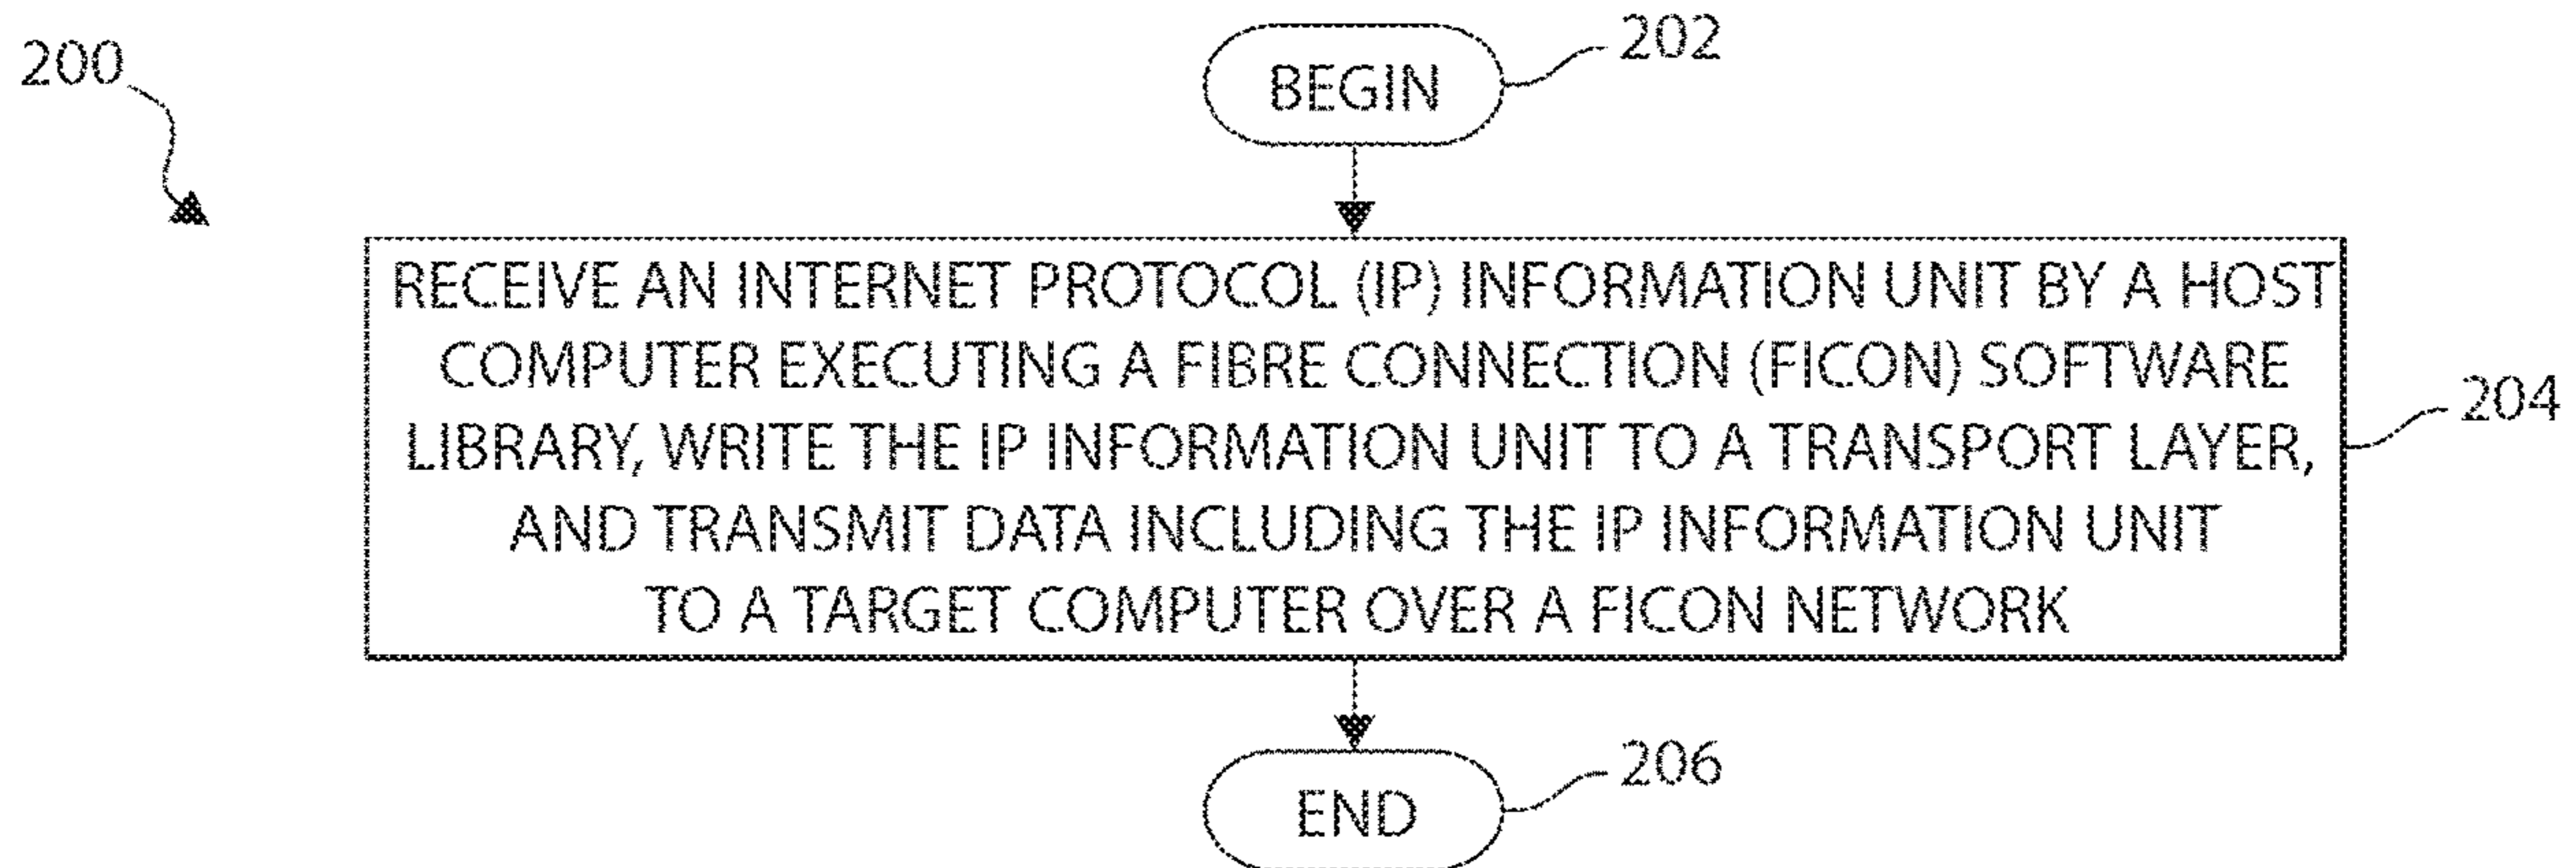 200
BEGIN
202
RECEIVE AN INTERNET PROTOCOL (IP) INFORMATION UNIT BY A HOST
COMPUTER EXECUTING A FIBRE CONNECTION (FICON) SOFTWARE
LIBRARY, WRITE THE IP INFORMATION UNIT TO A TRANSPORT LAYER,
AND TRANSMIT DATA INCLUDING THE IP INFORMATION UNIT
TO A TARGET COMPUTER OVER A FICON NETWORK
204
END
206